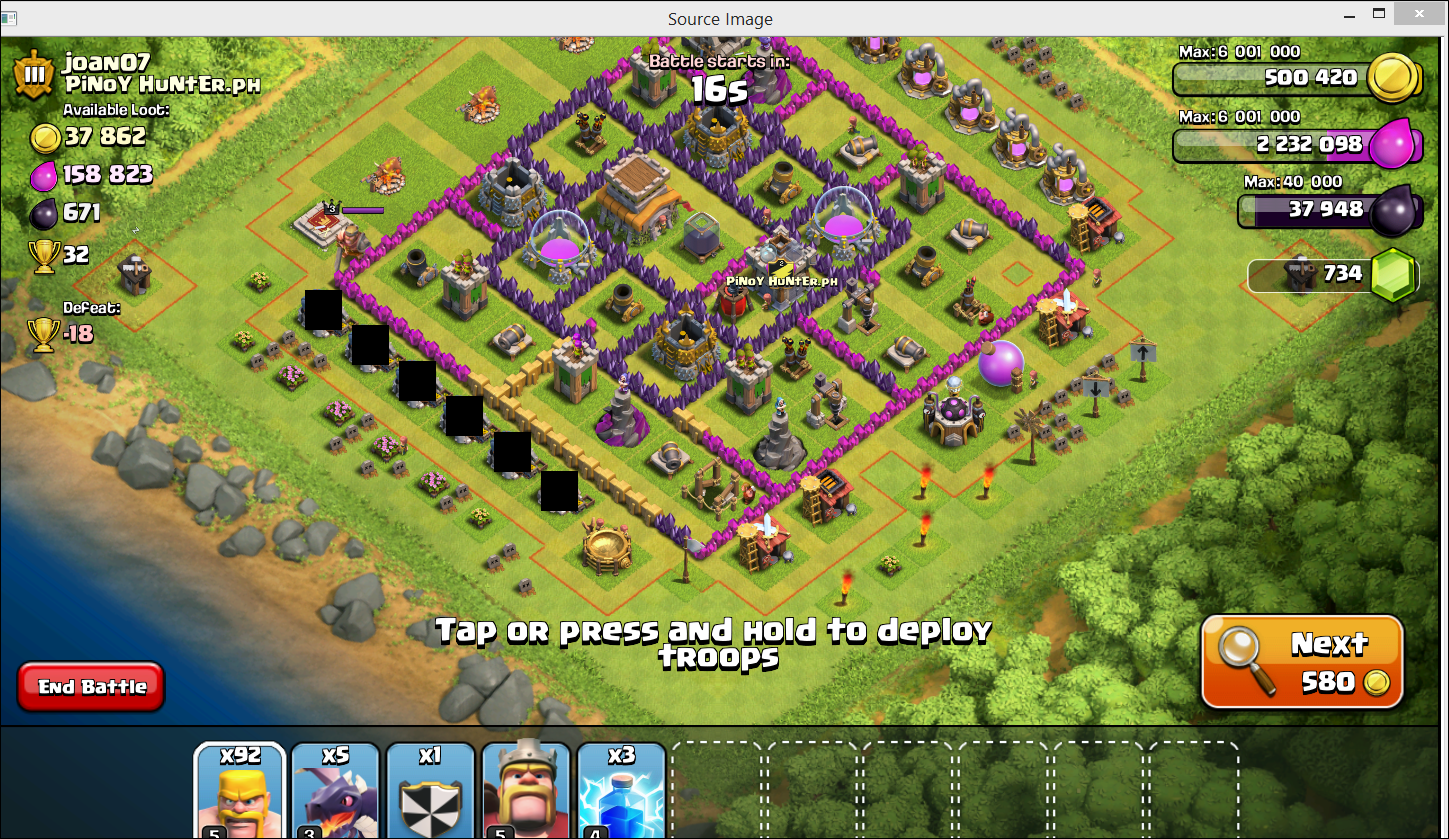 Source Image
III
joan07
PiNoY HuNtEr.PH
Available Loot:
37 862
158 823
671
32
Defeat:
-18
Battle starts in:
16s
Max: 6 001 000
500 420
Max: 6 001 000
2 232 098
Max: 40 000
37 948
734
3
2
PiNoY HuNtEr.PH
Tap or press and hold to deploy
troops
End Battle
Next
580
x92
x5
x1
x3
5
3
5
4